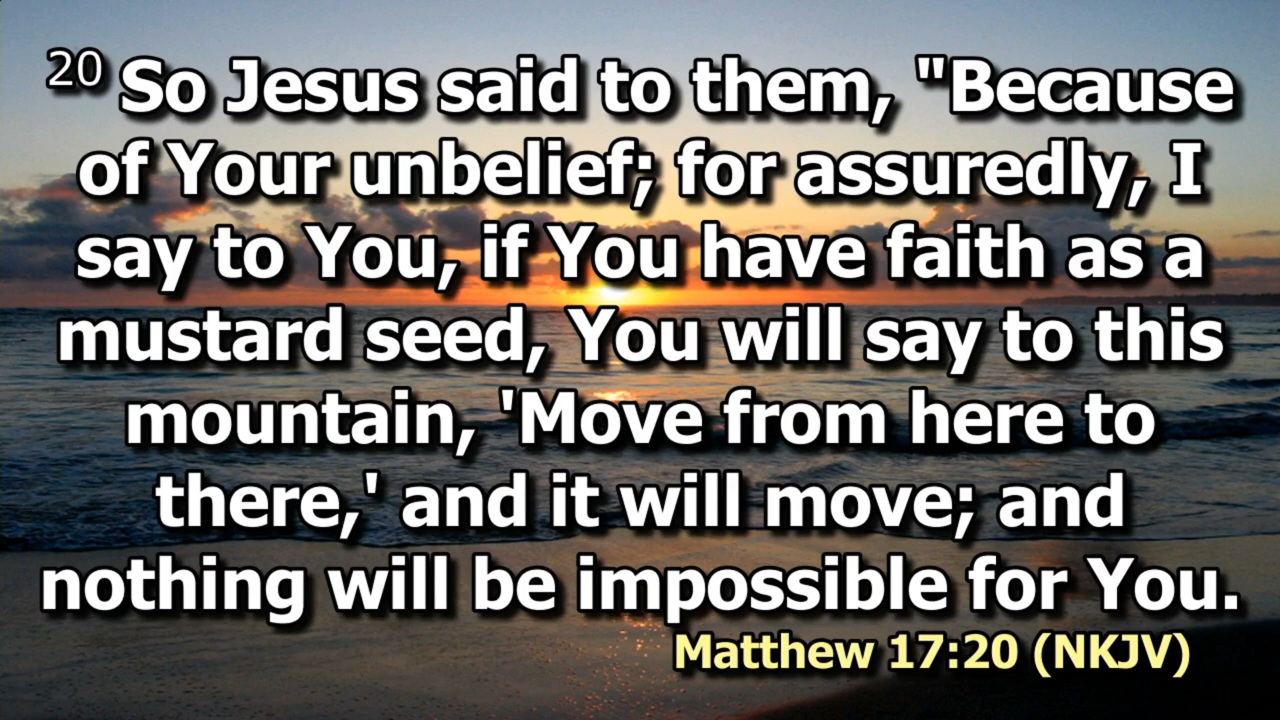 20 So Jesus said to them, "Because
of Your unbelief; for assuredly, I
say to You, if You have faith as a
mustard seed, You will say to this
mountain, 'Move from here to
there,' and it will move; and
nothing will be impossible for You.
Matthew 17:20 (NKJV)